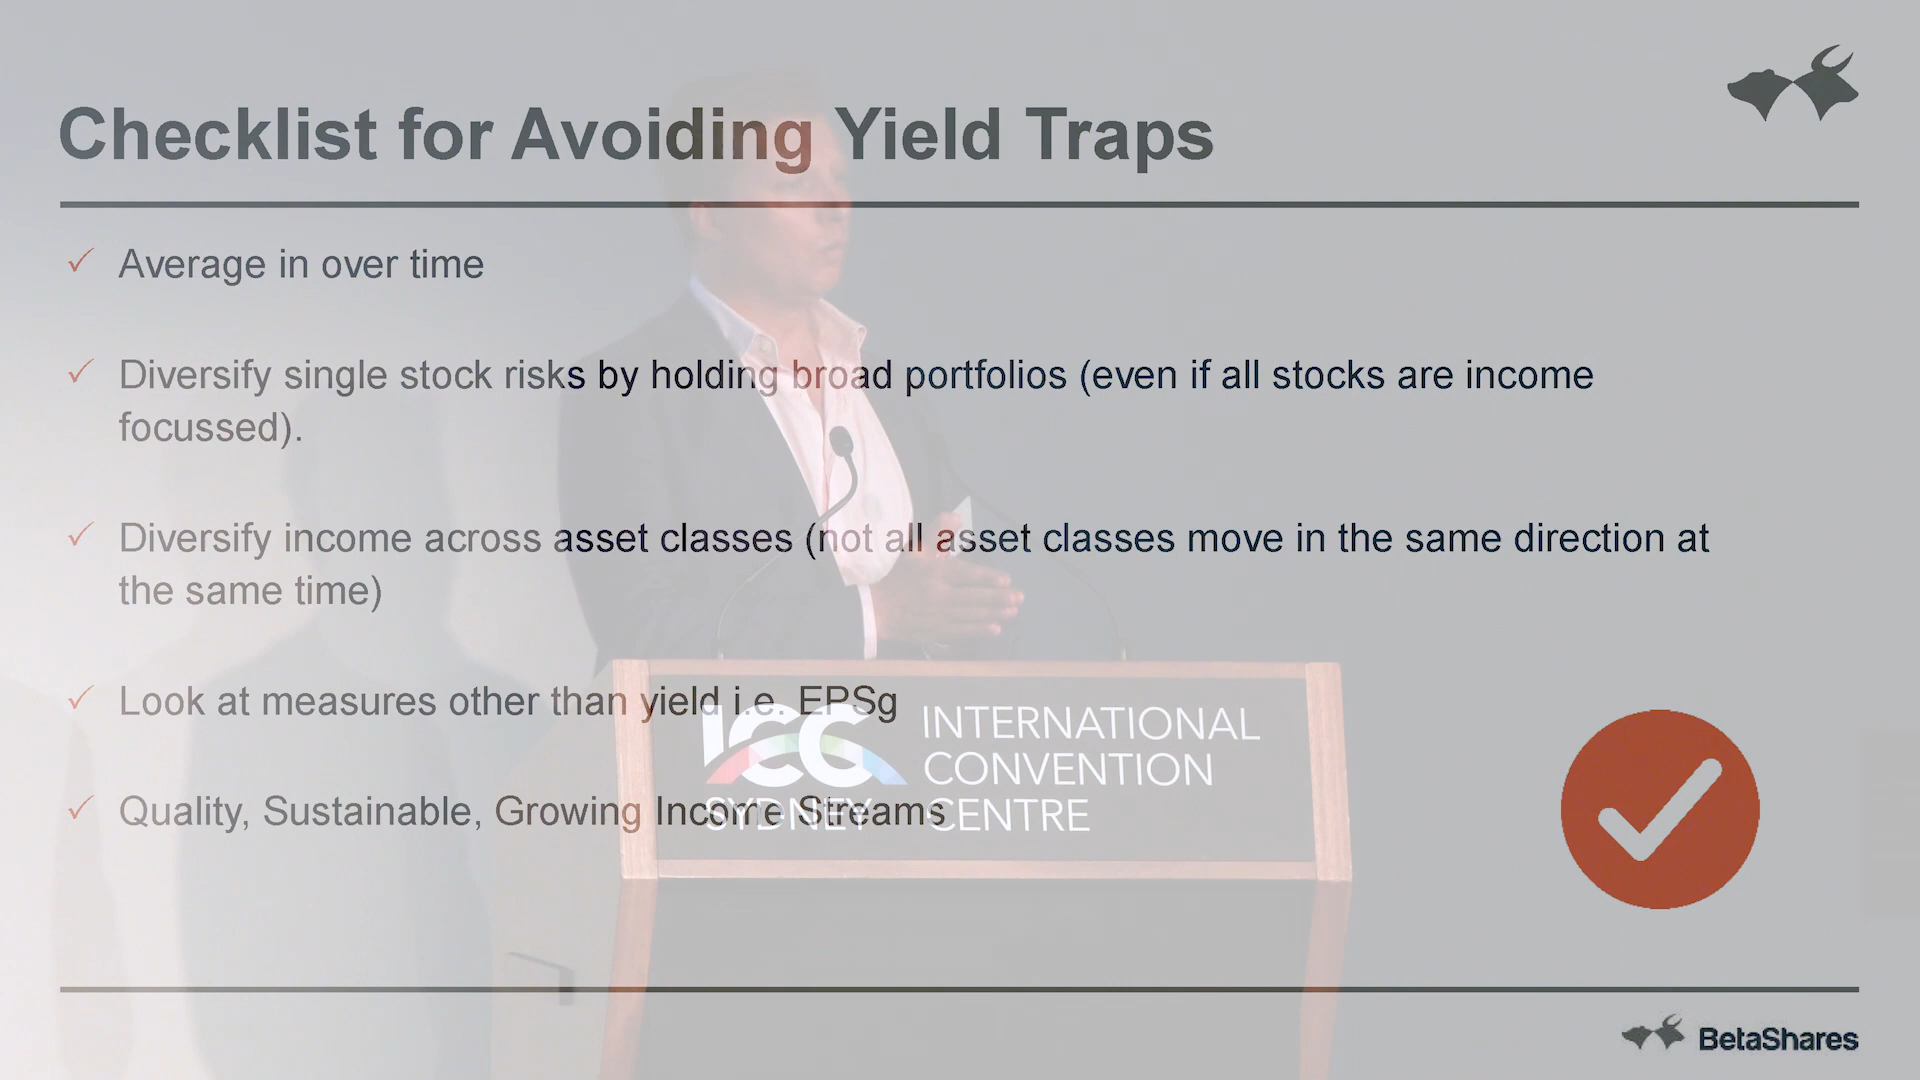 Checklist for Avoiding Yield Traps
✓ Average in over time
✓ Diversify single stock risks by holding broad portfolios (even if all stocks are income
focussed).
✓ Diversify income across asset classes (not all asset classes move in the same direction at
the same time)
✓ Look at measures other than yield i.e. EPSg
✓ Quality, Sustainable, Growing Income Streams
ICC
SYDNEY
INTERNATIONAL
CONVENTION
CENTRE
BetaShares